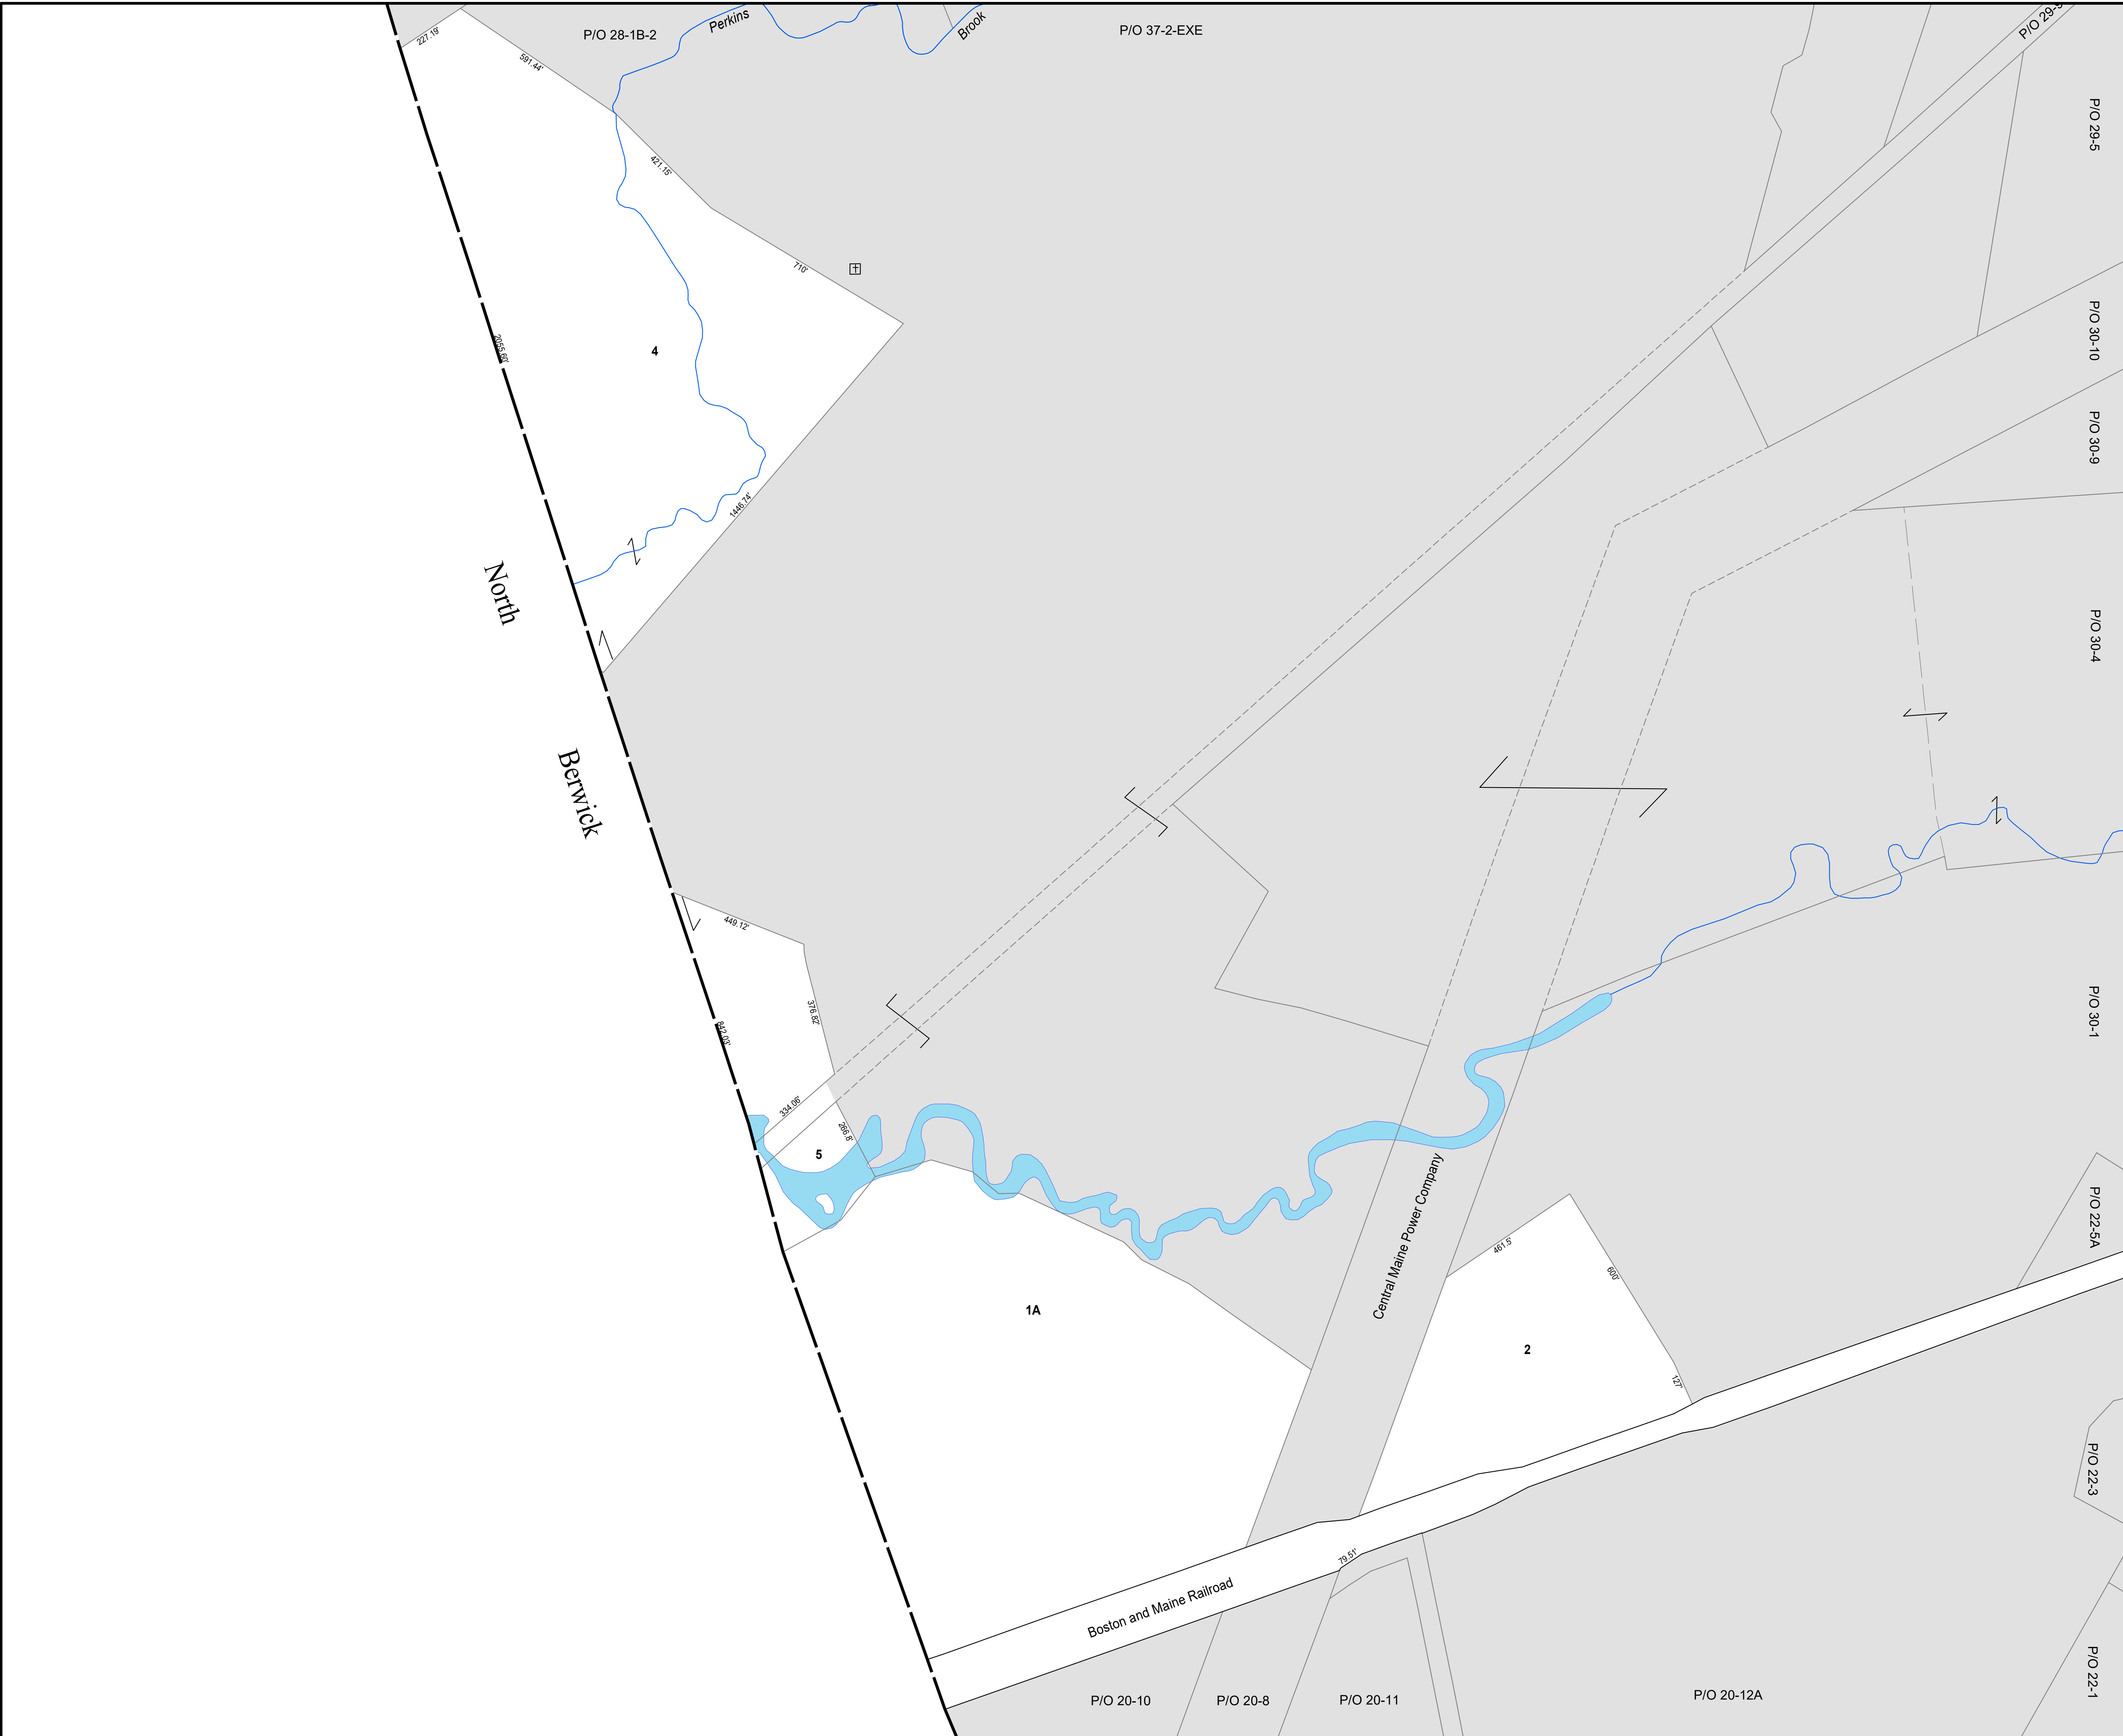 227.19'
591.44'
P/O 28-1B-2
Perkins
Brook
P/O 37-2-EXE
P/O 29-5
421.15'
710'
2055.60'
4
P/O 30-10
P/O 30-9
1446.74'
North
Berwick
P/O 30-4
449.12'
376.82'
842.03'
P/O 30-1
334.06'
266.8'
5
Central Maine Power Company
P/O 22-5A
461.5'
600'
1A
2
127'
P/O 22-3
79.51'
Boston and Maine Railroad
P/O 20-10
P/O 20-8
P/O 20-11
P/O 20-12A
P/O 22-1